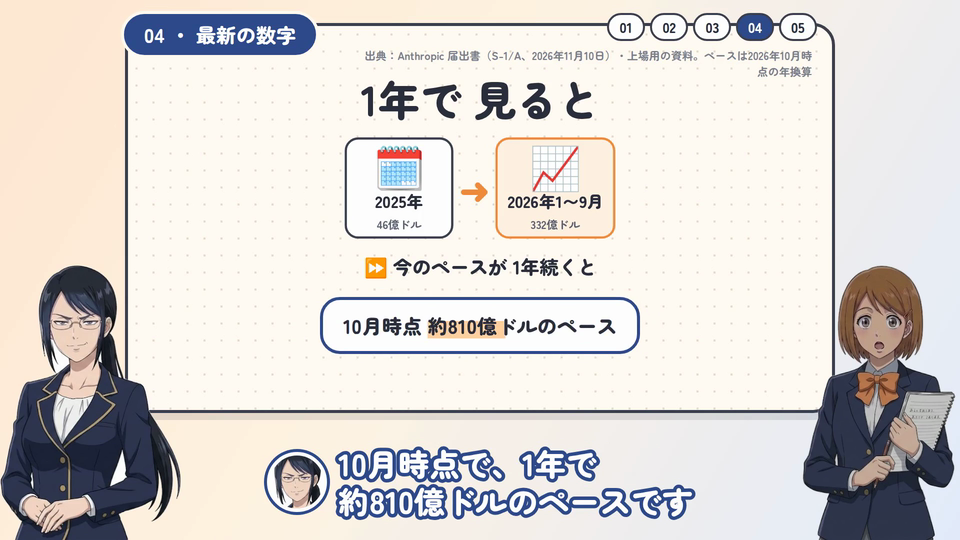 04 ・ 最新の数字
01 02 03 04 05
出典：Anthropic 届出書（S-1/A、2026年11月10日）・上場用の資料。ペースは2026年10月時
点の年換算
1年で 見ると
2025年
46億ドル
2026年1〜9月
332億ドル
今のペースが 1年続くと
10月時点 約810億ドルのペース
10月時点で、1年で
約810億ドルのペースです